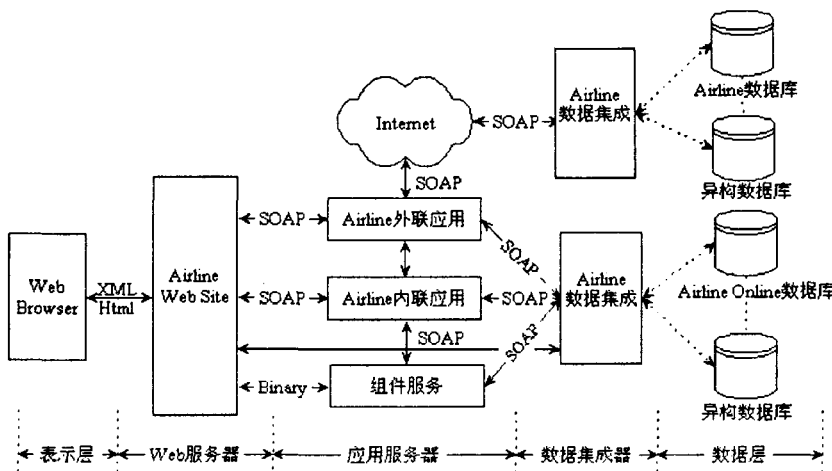 Airline数据库
Airline
数据集成
Internet
SOAP
异构数据库
SOAP
SOAP
Airline外联应用
SOAP
Airline
Web Site
Web
Browser
XML
Html
SOAP
Airline内联应用
SOAP
Airline
数据集成
Airline Online数据库
SOAP
SOAP
Binary
组件服务
异构数据库
表示层
Web服务器
应用服务器
数据集成器
数据层